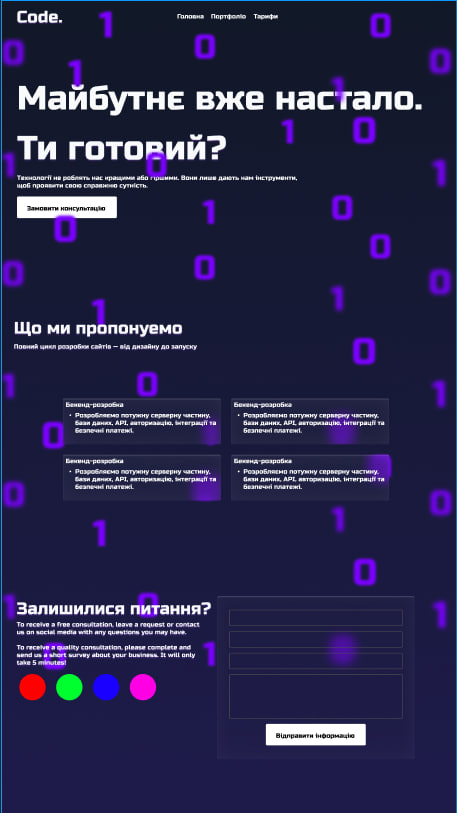 Code.
Головна Портфоліо Тарифи
Майбутнє вже настало.
Ти готовий?
Технології не роблять нас кращими або гіршими. Вони лише дають нам інструменти,
щоб проявити свою справжню сутність.
Замовити консультацію
Що ми пропонуємо
Повний цикл розробки сайтів — від дизайну до запуску
Бекенд-розробка
• Розробляємо потужну серверну частину,
бази даних, API, авторизацію, інтеграції та
безпечні платежі.
Бекенд-розробка
• Розробляємо потужну серверну частину,
бази даних, API, авторизацію, інтеграції та
безпечні платежі.
Бекенд-розробка
• Розробляємо потужну серверну частину,
бази даних, API, авторизацію, інтеграції та
безпечні платежі.
Бекенд-розробка
• Розробляємо потужну серверну частину,
бази даних, API, авторизацію, інтеграції та
безпечні платежі.
Залишилися питання?
To receive a free consultation, leave a request or contact
us on social media with any questions you may have.
To receive a quality consultation, please complete and
send us a short survey about your business. It will only
take 5 minutes!
Відправити інформацію